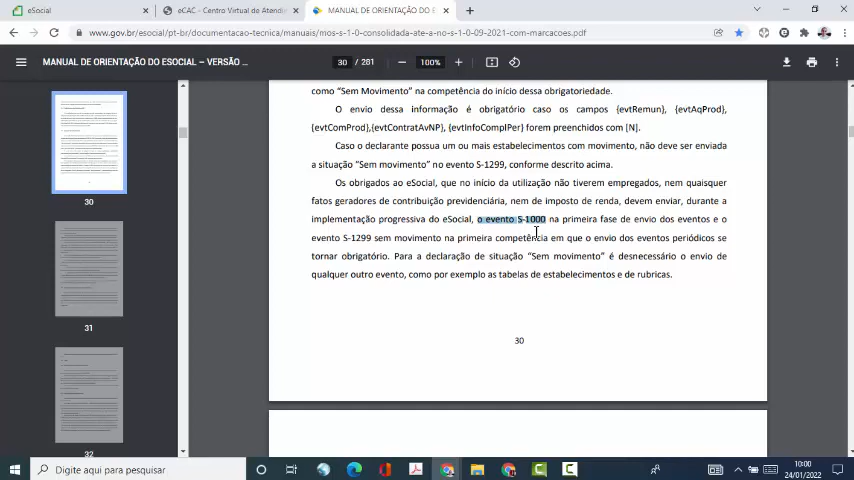 eSocial
eCAC - Centro Virtual de Atendi
MANUAL DE ORIENTAÇÃO DO E
www.gov.br/esocial/pt-br/documentacao-tecnica/manuais/mos-s-1-0-consolidada-ate-a-no-s-1-0-09-2021-com-marcacoes.pdf
MANUAL DE ORIENTAÇÃO DO ESOCIAL – VERSÃO ...
30 / 281
100%
como “Sem Movimento” na competência do início dessa obrigatoriedade.
O envio dessa informação é obrigatório caso os campos {evtRemun}, {evtAqProd},
{evtComProd},{evtContratAvNP}, {evtInfoComplPer} forem preenchidos com [N].
Caso o declarante possua um ou mais estabelecimentos com movimento, não deve ser enviada
a situação “Sem movimento” no evento S-1299, conforme descrito acima.
Os obrigados ao eSocial, que no início da utilização não tiverem empregados, nem quaisquer
fatos geradores de contribuição previdenciária, nem de imposto de renda, devem enviar, durante a
implementação progressiva do eSocial, o evento S-1000 na primeira fase de envio dos eventos e o
evento S-1299 sem movimento na primeira competência em que o envio dos eventos periódicos se
tornar obrigatório. Para a declaração de situação “Sem movimento” é desnecessário o envio de
qualquer outro evento, como por exemplo as tabelas de estabelecimentos e de rubricas.
30
30
31
32
Digite aqui para pesquisar
10:00
24/01/2022